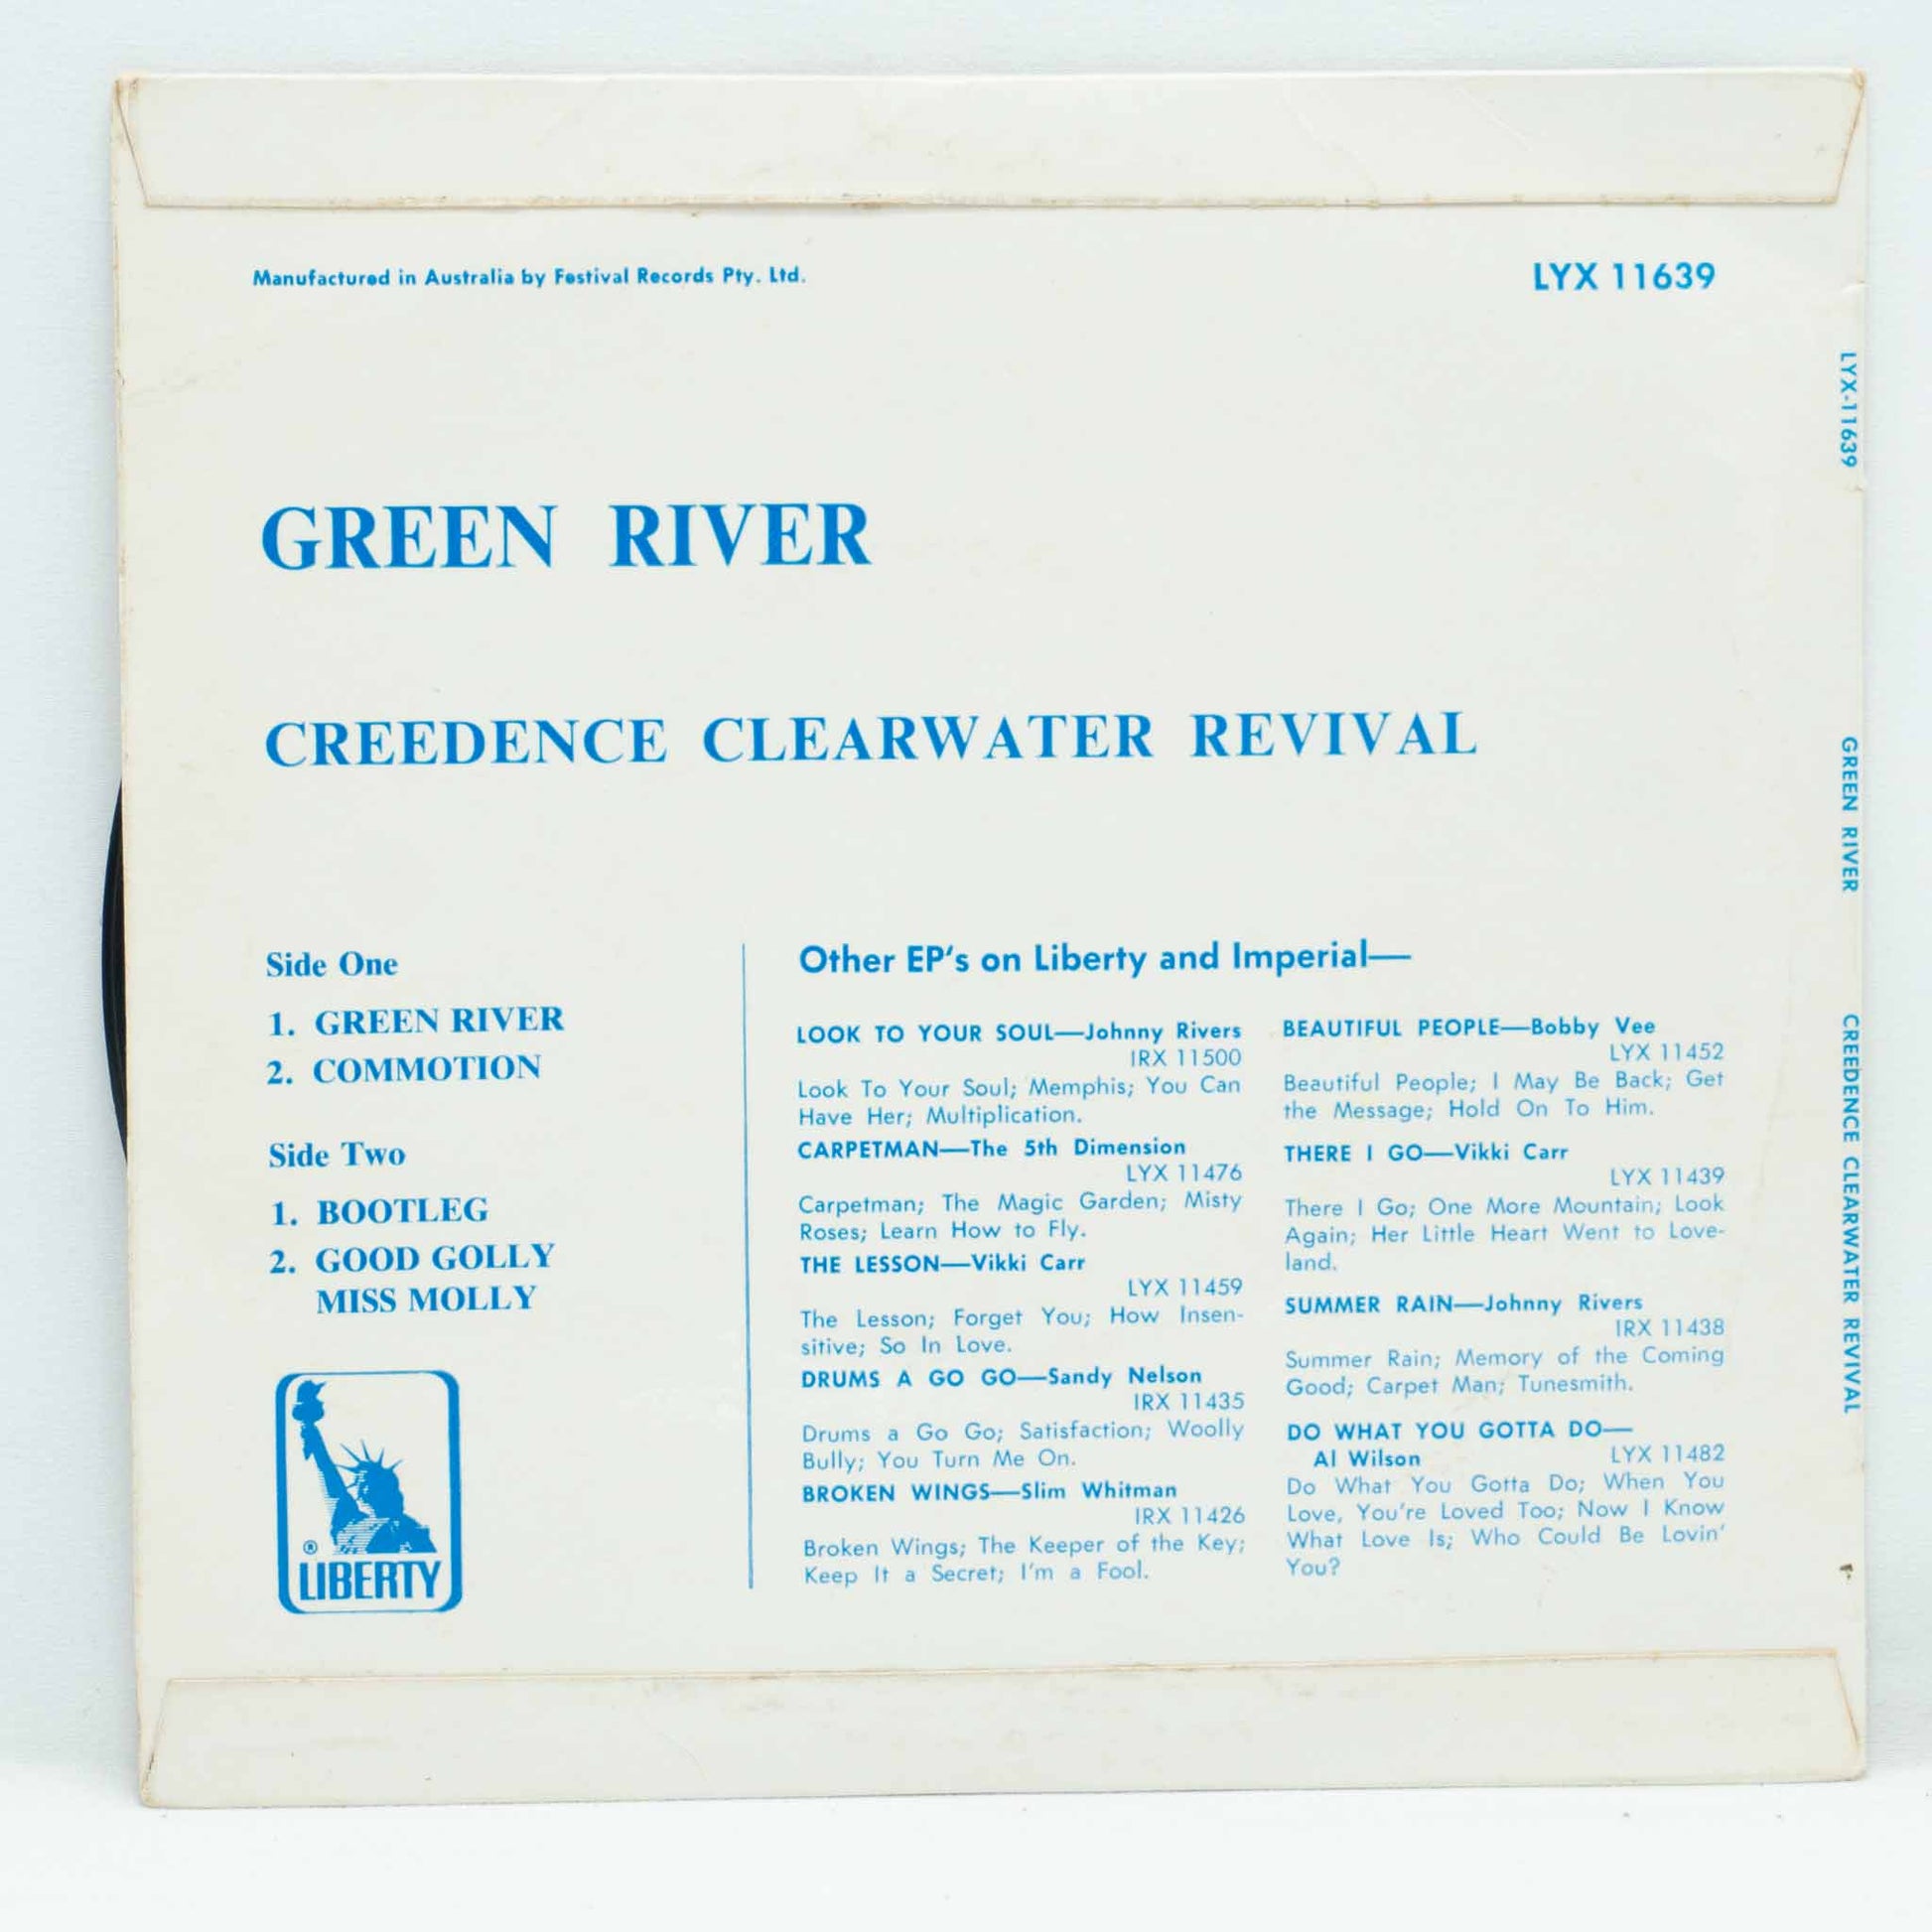 Manufactured in Australia by Festival Records Pty. Ltd.
LYX 11639
GREEN RIVER
CREEDENCE CLEARWATER REVIVAL
Side One
1. GREEN RIVER
2. COMMOTION
Side Two
1. BOOTLEG
2. GOOD GOLLY
MISS MOLLY
®
LIBERTY
Other EP's on Liberty and Imperial—
LOOK TO YOUR SOUL—Johnny Rivers
IRX 11500
Look To Your Soul; Memphis; You Can
Have Her; Multiplication.
CARPETMAN—The 5th Dimension
LYX 11476
Carpetman; The Magic Garden; Misty
Roses; Learn How to Fly.
THE LESSON—Vikki Carr
LYX 11459
The Lesson; Forget You; How Insen-
sitive; So In Love.
DRUMS A GO GO—Sandy Nelson
IRX 11435
Drums a Go Go; Satisfaction; Woolly
Bully; You Turn Me On.
BROKEN WINGS—Slim Whitman
IRX 11426
Broken Wings; The Keeper of the Key;
Keep It a Secret; I'm a Fool.
BEAUTIFUL PEOPLE—Bobby Vee
LYX 11452
Beautiful People; I May Be Back; Get
the Message; Hold On To Him.
THERE I GO—Vikki Carr
LYX 11439
There I Go; One More Mountain; Look
Again; Her Little Heart Went to Love-
land.
SUMMER RAIN—Johnny Rivers
IRX 11438
Summer Rain; Memory of the Coming
Good; Carpet Man; Tunesmith.
DO WHAT YOU GOTTA DO—
Al Wilson LYX 11482
Do What You Gotta Do; When You
Love, You're Loved Too; Now I Know
What Love Is; Who Could Be Lovin'
You?
LYX-11639 GREEN RIVER CREEDENCE CLEARWATER REVIVAL